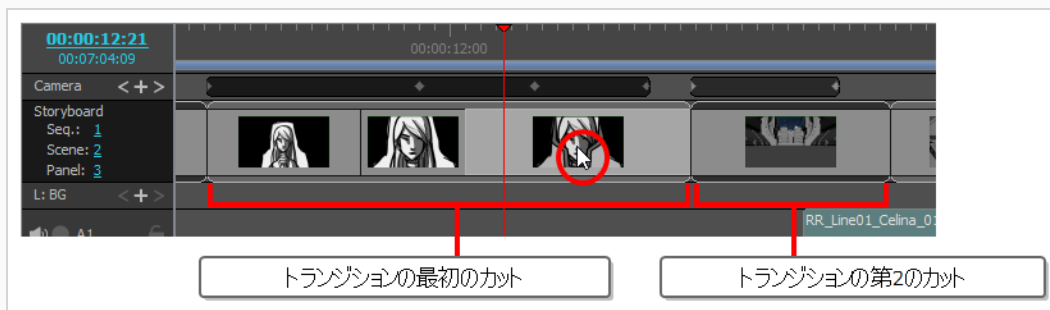 00:00:12:21
00:07:04:09
00:00:12:00
Camera < + >
Storyboard
Seq.: 1
Scene: 2
Panel: 3
L: BG < + >
A1
RR_Line01_Celina_01
トランジションの最初のカット
トランジションの第2のカット